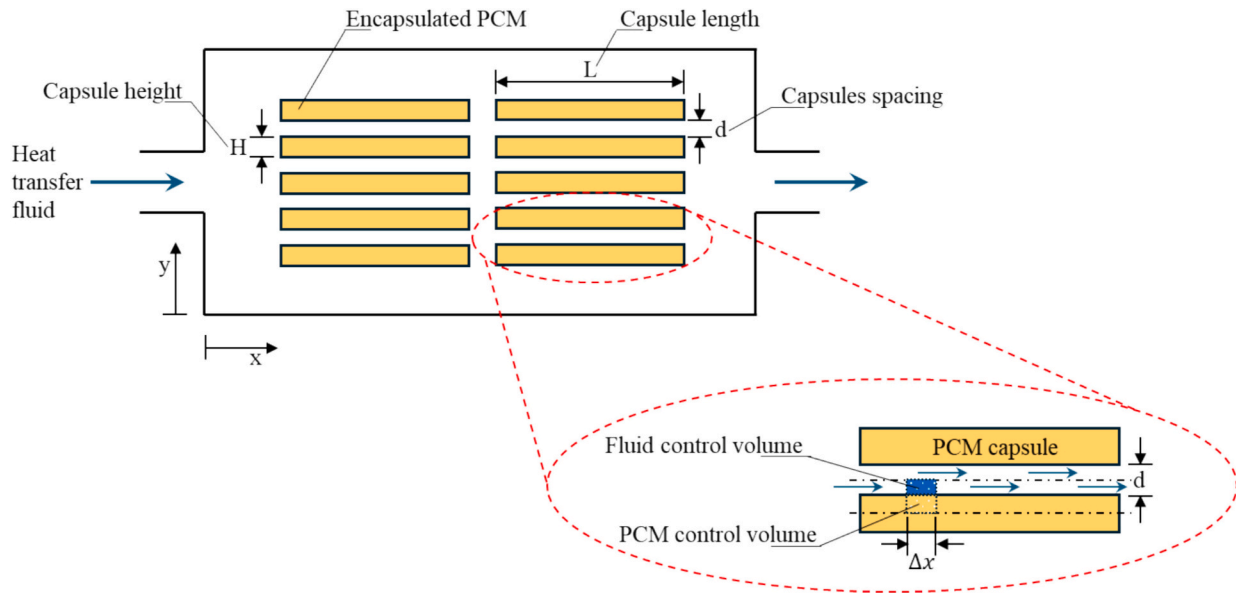 Encapsulated PCM
Capsule length
L
Capsule height
Capsules spacing
H
d
Heat
transfer
fluid
y
x
Fluid control volume
PCM capsule
d
PCM control volume
Δx